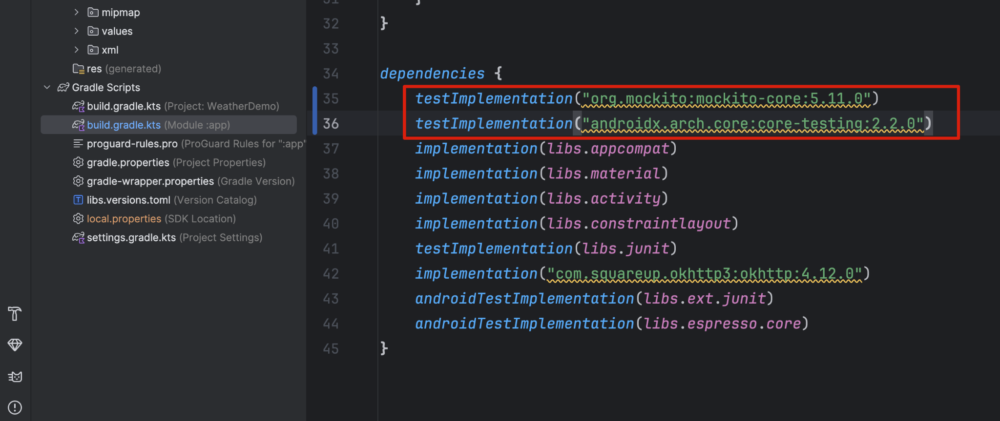 mipmap
values
xml
res (generated)
Gradle Scripts
build.gradle.kts (Project: WeatherDemo)
build.gradle.kts (Module :app)
proguard-rules.pro (ProGuard Rules for ":app"
gradle.properties (Project Properties)
gradle-wrapper.properties (Gradle Version)
libs.versions.toml (Version Catalog)
local.properties (SDK Location)
settings.gradle.kts (Project Settings)
31 }
32 }
33
34 dependencies {
35 testImplementation("org.mockito:mockito-core:5.11.0")
36 testImplementation("androidx.arch.core:core-testing:2.2.0")
37 implementation(libs.appcompat)
38 implementation(libs.material)
39 implementation(libs.activity)
40 implementation(libs.constraintlayout)
41 testImplementation(libs.junit)
42 implementation("com.squareup.okhttp3:okhttp:4.12.0")
43 androidTestImplementation(libs.ext.junit)
44 androidTestImplementation(libs.espresso.core)
45 }